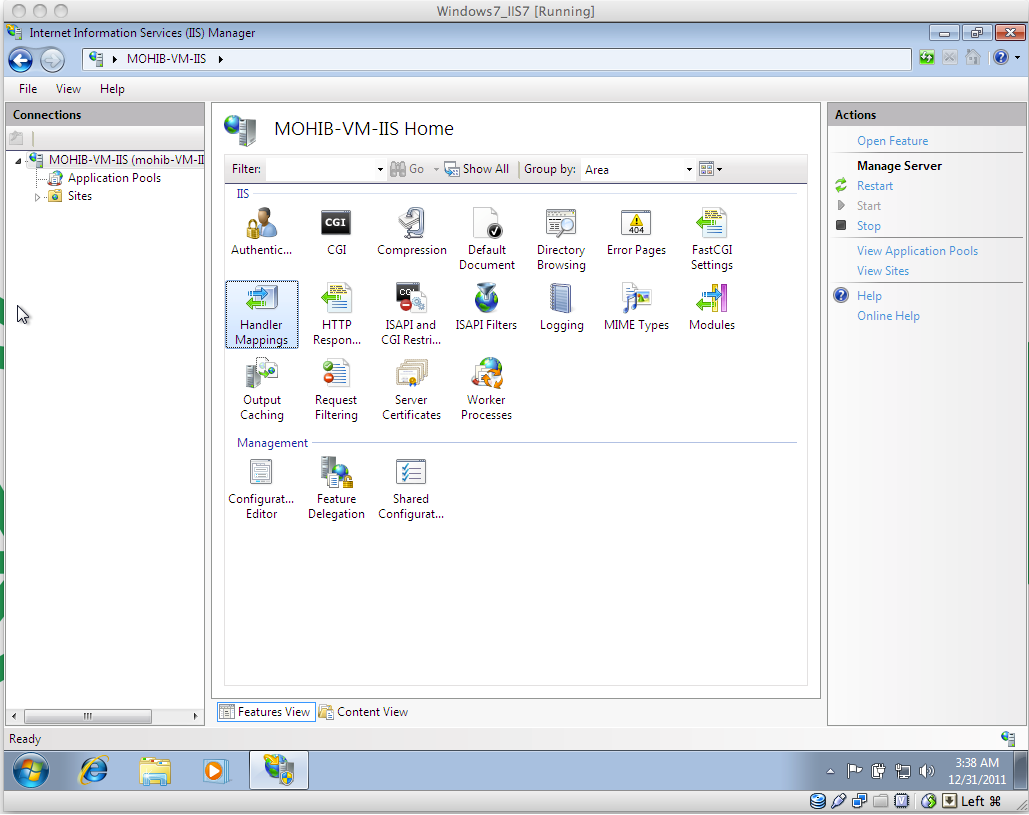 Windows7_IIS7 [Running]
Internet Information Services (IIS) Manager
MOHIB-VM-IIS
File View Help
Connections
MOHIB-VM-IIS (mohib-VM-II
Application Pools
Sites
MOHIB-VM-IIS Home
Filter: Go Show All Group by: Area
IIS
Authentic... CGI Compression Default Document Directory Browsing Error Pages FastCGI Settings
CGI
404
Handler Mappings HTTP Respon... ISAPI and CGI Restri... ISAPI Filters Logging MIME Types Modules
Output Caching Request Filtering Server Certificates Worker Processes
Management
Configurat... Editor Feature Delegation Shared Configurat...
Features View Content View
Actions
Open Feature
Manage Server
Restart
Start
Stop
View Application Pools
View Sites
Help
Online Help
Ready
3:38 AM
12/31/2011
Left ⌘